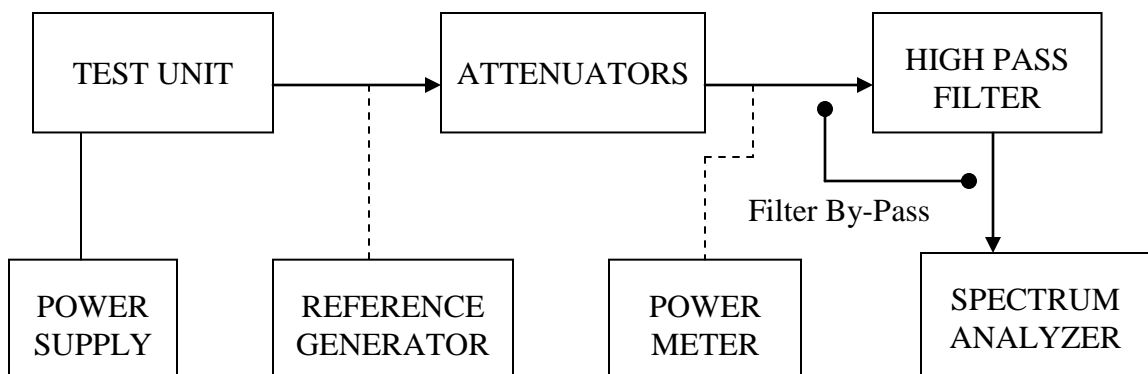 TEST UNIT
ATTENUATORS
HIGH PASS
FILTER
Filter By-Pass
POWER
SUPPLY
REFERENCE
GENERATOR
POWER
METER
SPECTRUM
ANALYZER